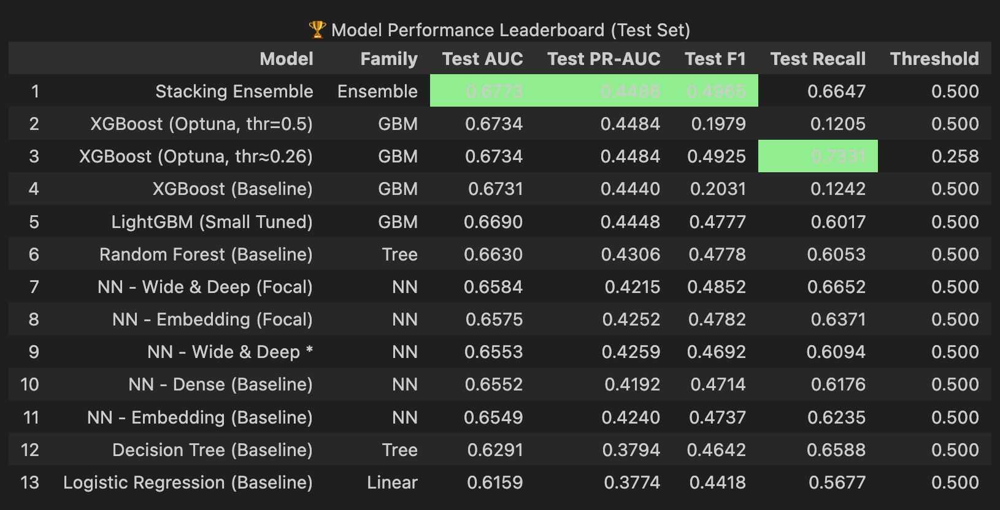 🏆 Model Performance Leaderboard (Test Set)
Model Family Test AUC Test PR-AUC Test F1 Test Recall Threshold
1 Stacking Ensemble Ensemble 0.6773 0.4486 0.4965 0.6647 0.500
2 XGBoost (Optuna, thr=0.5) GBM 0.6734 0.4484 0.1979 0.1205 0.500
3 XGBoost (Optuna, thr≈0.26) GBM 0.6734 0.4484 0.4925 0.7331 0.258
4 XGBoost (Baseline) GBM 0.6731 0.4440 0.2031 0.1242 0.500
5 LightGBM (Small Tuned) GBM 0.6690 0.4448 0.4777 0.6017 0.500
6 Random Forest (Baseline) Tree 0.6630 0.4306 0.4778 0.6053 0.500
7 NN - Wide & Deep (Focal) NN 0.6584 0.4215 0.4852 0.6652 0.500
8 NN - Embedding (Focal) NN 0.6575 0.4252 0.4782 0.6371 0.500
9 NN - Wide & Deep * NN 0.6553 0.4259 0.4692 0.6094 0.500
10 NN - Dense (Baseline) NN 0.6552 0.4192 0.4714 0.6176 0.500
11 NN - Embedding (Baseline) NN 0.6549 0.4240 0.4737 0.6235 0.500
12 Decision Tree (Baseline) Tree 0.6291 0.3794 0.4642 0.6588 0.500
13 Logistic Regression (Baseline) Linear 0.6159 0.3774 0.4418 0.5677 0.500